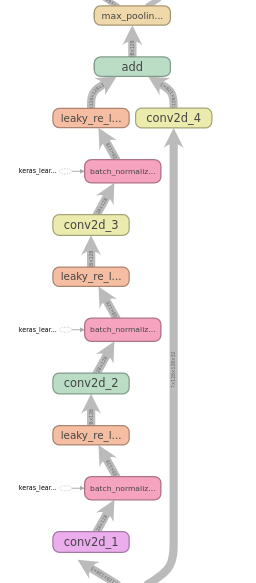 max_poolin...
add
leaky_re_l...
conv2d_4
keras_lear...
batch_normaliz...
conv2d_3
leaky_re_l...
keras_lear...
batch_normaliz...
conv2d_2
leaky_re_l...
keras_lear...
batch_normaliz...
conv2d_1